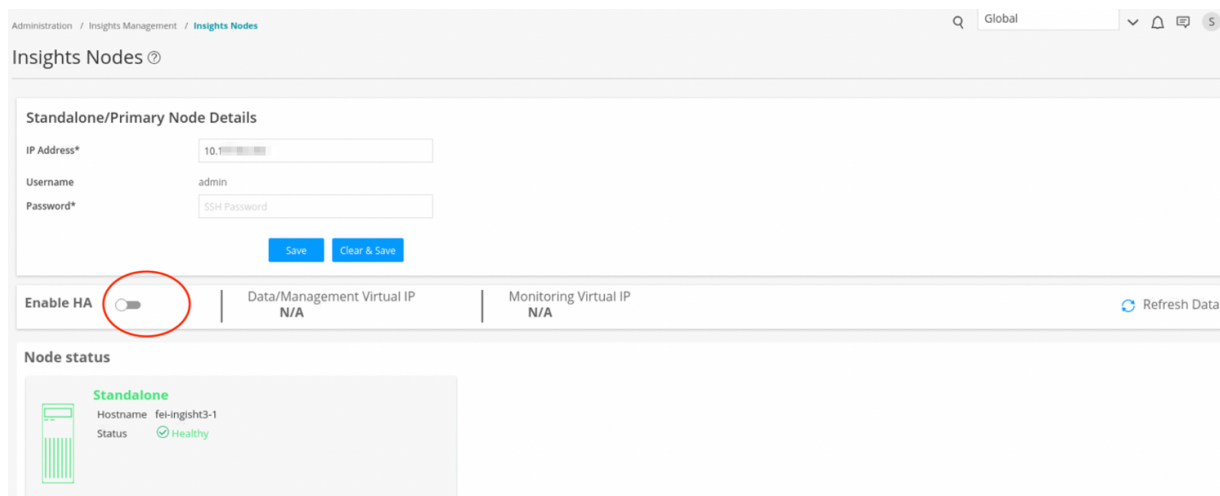 Administration / Insights Management / Insights Nodes
Global
S
Insights Nodes
Standalone/Primary Node Details
IP Address*
10.1
Username admin
Password* SSH Password
Save Clear & Save
Enable HA
Data/Management Virtual IP
N/A
Monitoring Virtual IP
N/A
Refresh Data
Node status
Standalone
Hostname fei-ingisht3-1
Status Healthy